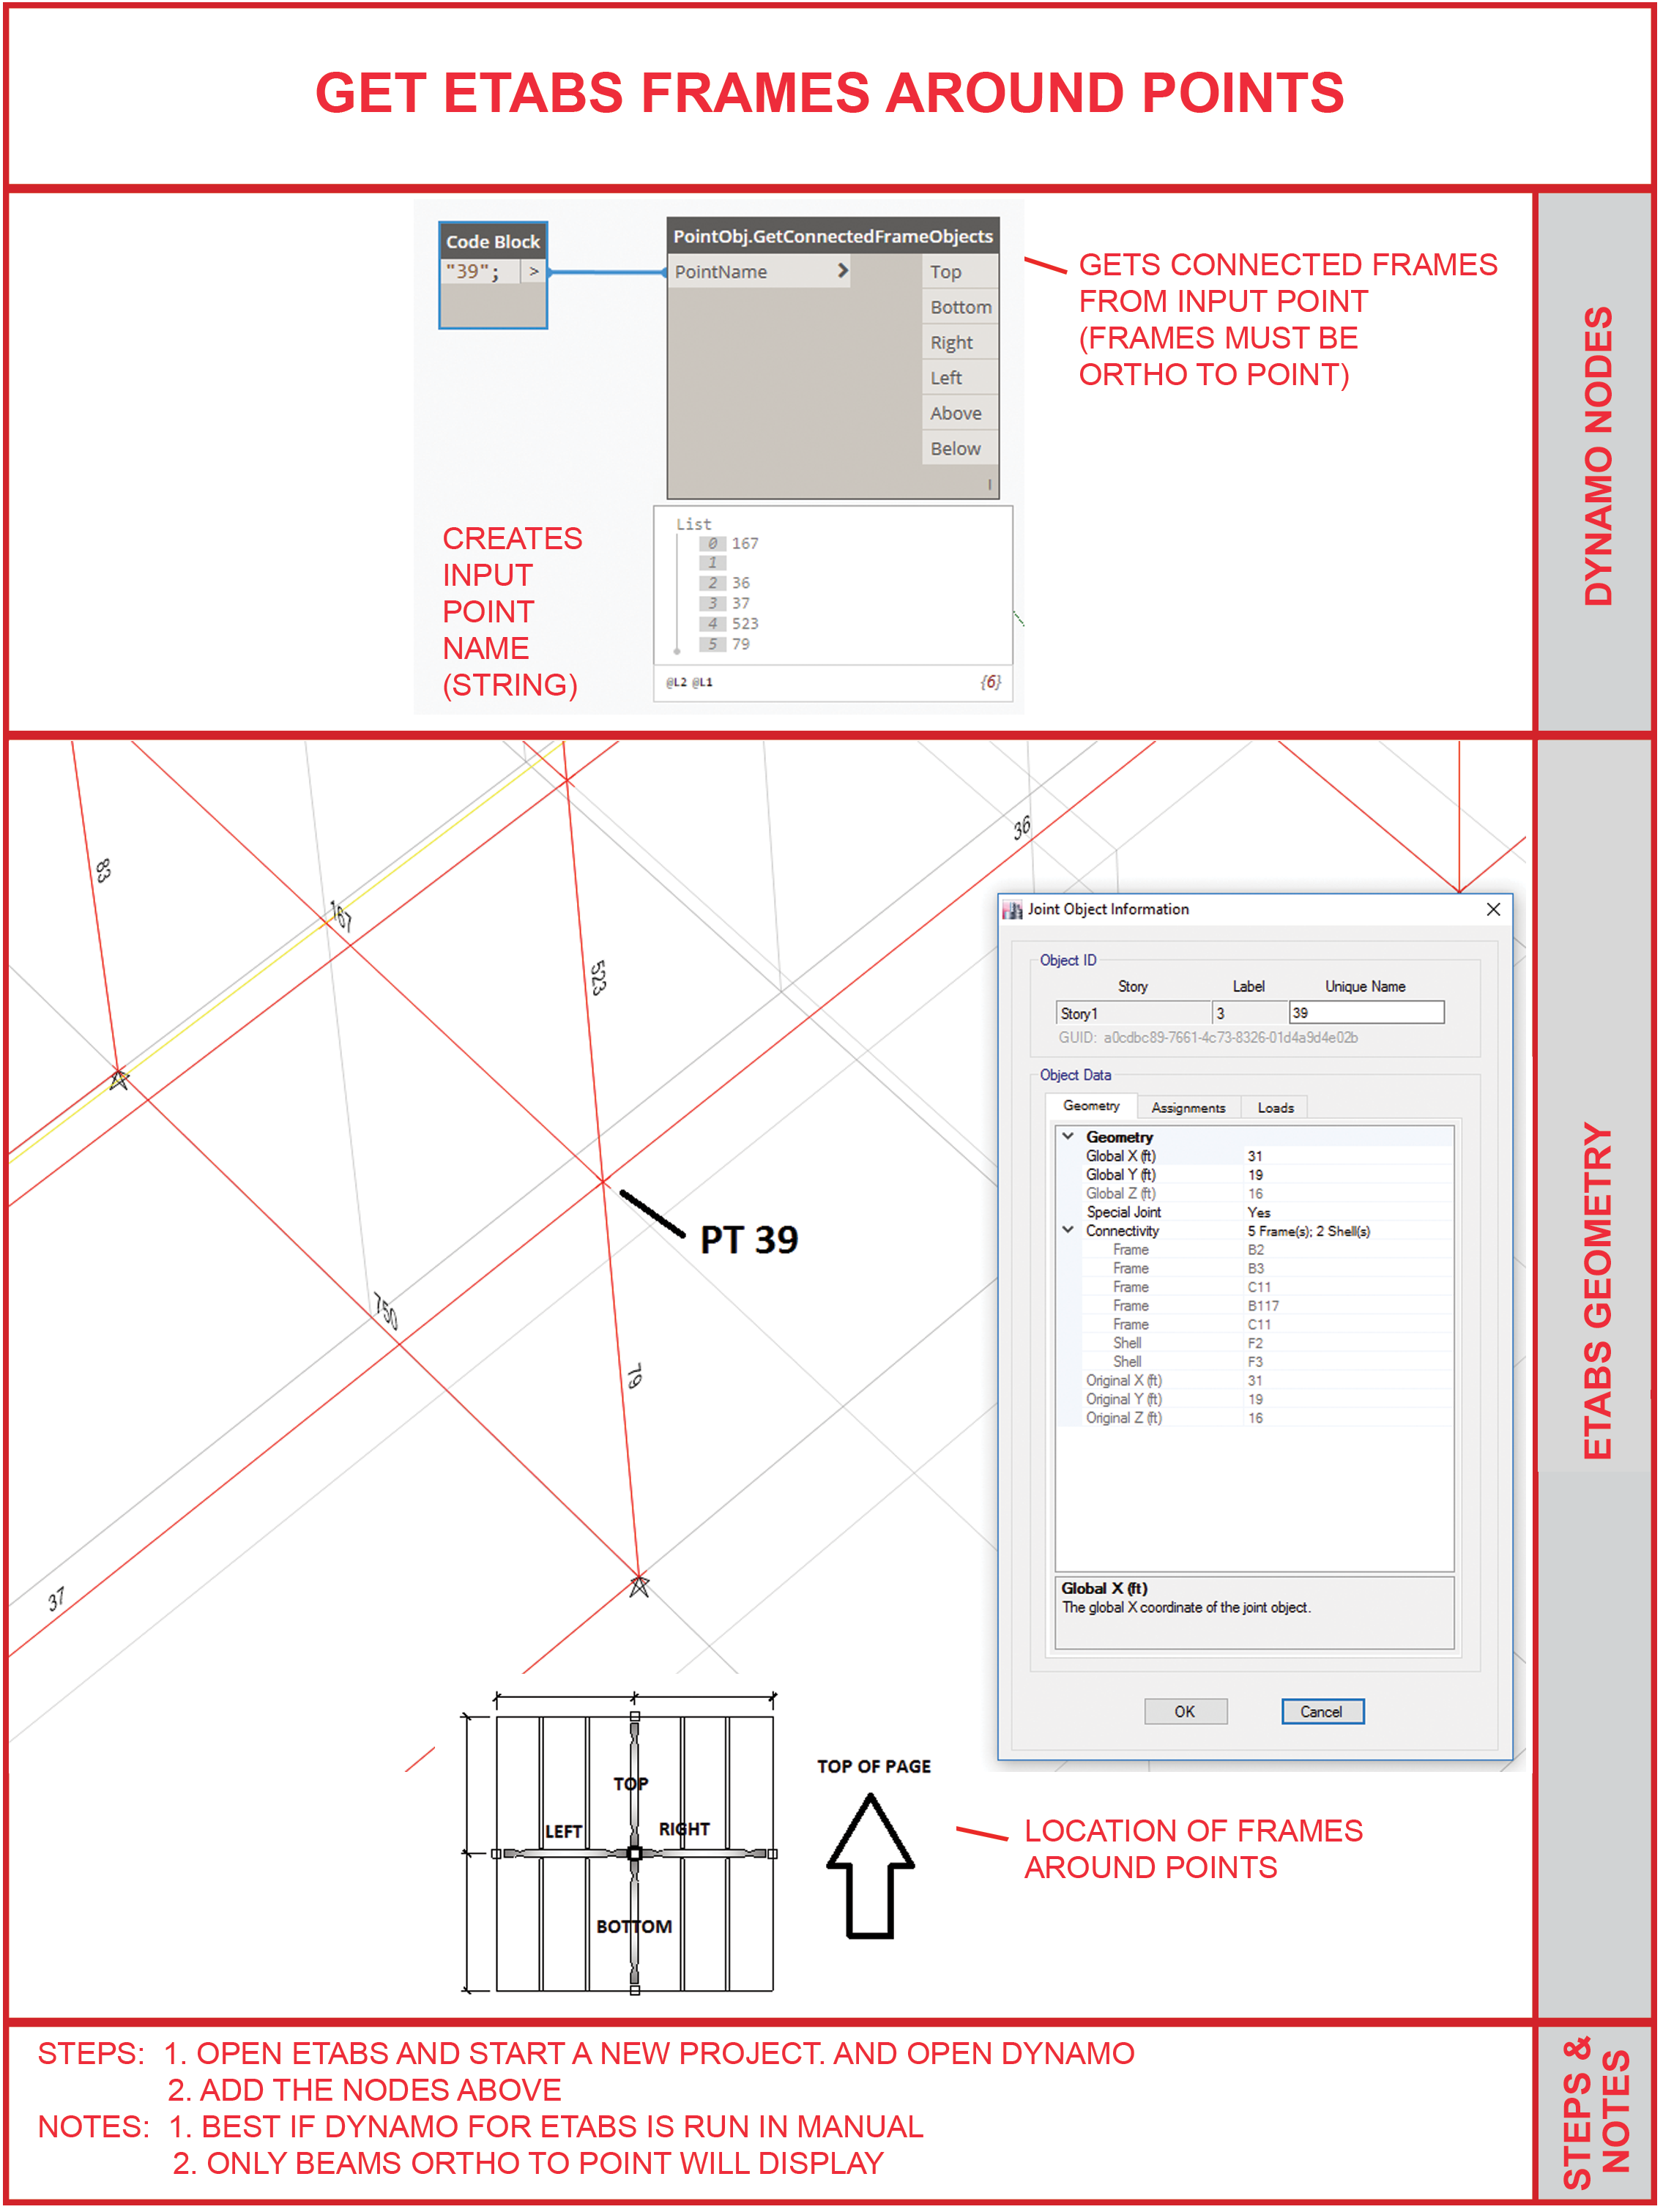 GET ETABS FRAMES AROUND POINTS
Code Block
"39"; >
PointObj.GetConnectedFrameObjects
PointName >
Top
Bottom
Right
Left
Above
Below
GETS CONNECTED FRAMES
FROM INPUT POINT
(FRAMES MUST BE
ORTHO TO POINT)
DYNAMO NODES
CREATES
INPUT
POINT
NAME
(STRING)
List
0 167
1
2 36
3 37
4 523
5 79
@L2 @L1 {6}
36
83
167
523
PT 39
750
79
37
Joint Object Information
Object ID
Story Label Unique Name
Story1 3 39
GUID: a0cdbc89-7661-4c73-8326-01d4a9d4e02b
Object Data
Geometry Assignments Loads
Geometry
Global X (ft) 31
Global Y (ft) 19
Global Z (ft) 16
Special Joint Yes
Connectivity 5 Frame(s); 2 Shell(s)
Frame B2
Frame B3
Frame C11
Frame B117
Frame C11
Shell F2
Shell F3
Original X (ft) 31
Original Y (ft) 19
Original Z (ft) 16
Global X (ft)
The global X coordinate of the joint object.
OK Cancel
ETABS GEOMETRY
TOP
LEFT RIGHT
BOTTOM
TOP OF PAGE
LOCATION OF FRAMES
AROUND POINTS
STEPS: 1. OPEN ETABS AND START A NEW PROJECT. AND OPEN DYNAMO
2. ADD THE NODES ABOVE
NOTES: 1. BEST IF DYNAMO FOR ETABS IS RUN IN MANUAL
2. ONLY BEAMS ORTHO TO POINT WILL DISPLAY
STEPS &
NOTES